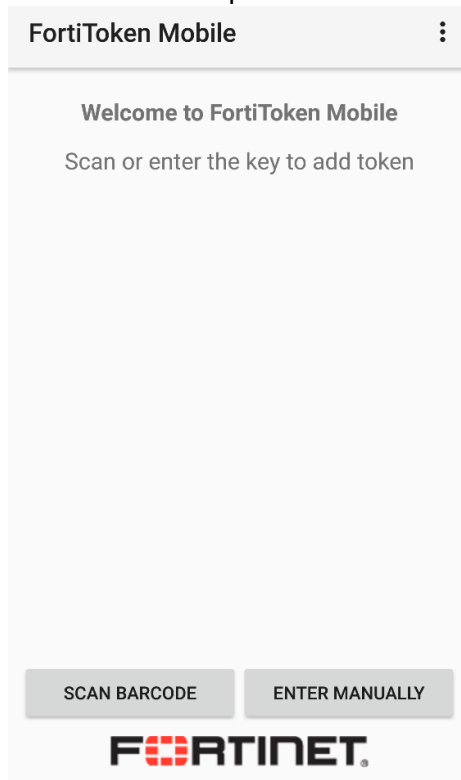 FortiToken Mobile
Welcome to FortiToken Mobile
Scan or enter the key to add token
SCAN BARCODE
ENTER MANUALLY
FORTINET®